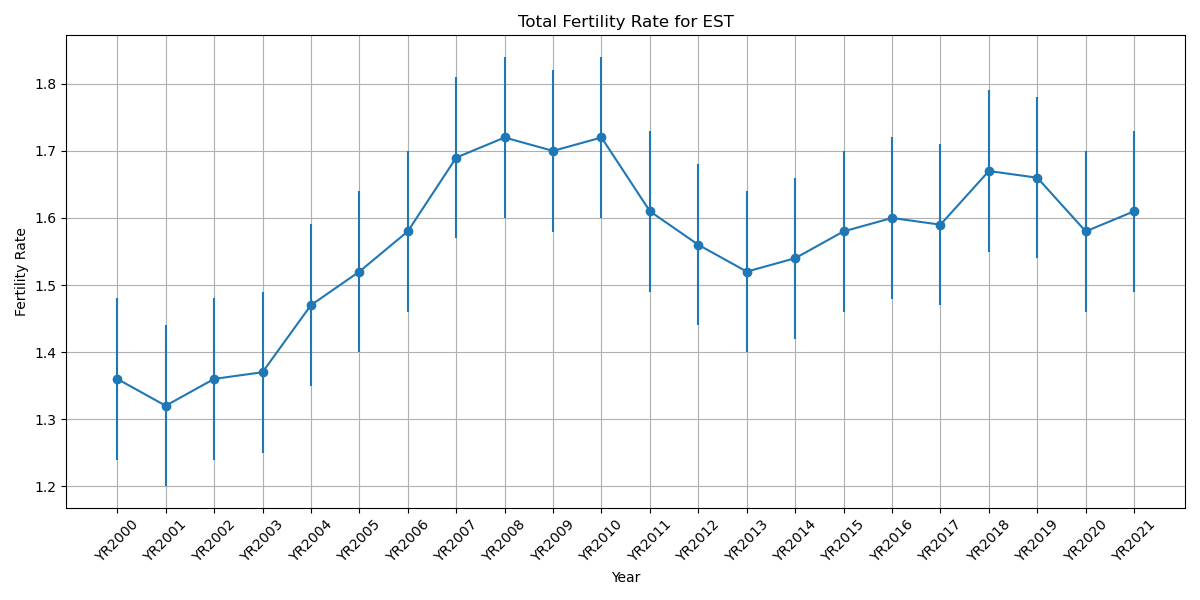 Total Fertility Rate for EST
Fertility Rate
1.8
1.7
1.6
1.5
1.4
1.3
1.2
YR2000
YR2001
YR2002
YR2003
YR2004
YR2005
YR2006
YR2007
YR2008
YR2009
YR2010
YR2011
YR2012
YR2013
YR2014
YR2015
YR2016
YR2017
YR2018
YR2019
YR2020
YR2021
Year